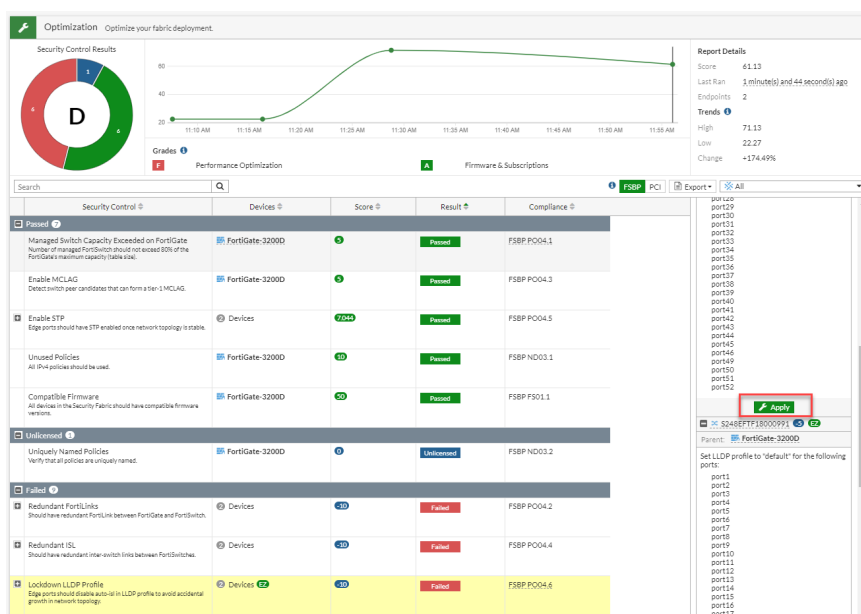 Optimization Optimize your fabric deployment.
Security Control Results
1
4
6
D
60
40
20
11:10 AM 11:15 AM 11:20 AM 11:25 AM 11:30 AM 11:35 AM 11:40 AM 11:45 AM 11:50 AM 11:55 AM
Grades
F Performance Optimization
A Firmware & Subscriptions
Report Details
Score 61.13
Last Ran 1 minute(s) and 44 second(s) ago
Endpoints 2
Trends
High 71.13
Low 22.27
Change +174.49%
Search
FSBP PCI Export All
Security Control Devices Score Result Compliance
Passed 7
Managed Switch Capacity Exceeded on FortiGate
Number of managed FortiSwitch should not exceed 80% of the
FortiGate's maximum capacity (table size).
FortiGate-3200D 5 Passed FSBP PO04.1
Enable MCLAG
Detect switch peer candidates that can form a tier-1 MCLAG.
FortiGate-3200D 5 Passed FSBP PO04.3
Enable STP
Edge ports should have STP enabled once network topology is stable.
2 Devices 7.044 Passed FSBP PO04.5
Unused Policies
All IPv4 policies should be used.
FortiGate-3200D 10 Passed FSBP ND03.1
Compatible Firmware
All devices in the Security Fabric should have compatible firmware
versions.
FortiGate-3200D 50 Passed FSBP FS01.1
Unlicensed 1
Uniquely Named Policies
Verify that all policies are uniquely named.
FortiGate-3200D 0 Unlicensed FSBP ND03.2
Failed 9
Redundant FortiLinks
Should have redundant FortiLink between FortiGate and FortiSwitch.
2 Devices -10 Failed FSBP PO04.2
Redundant ISL
Should have redundant inter-switch links between FortiSwitches.
2 Devices -10 Failed FSBP PO04.4
Lockdown LLDP Profile
Edge ports should disable auto-isl in LLDP profile to avoid accidental
growth in network topology.
2 Devices EZ -10 Failed FSBP PO04.6
port28
port29
port30
port31
port32
port33
port34
port35
port36
port37
port38
port39
port40
port41
port42
port43
port44
port45
port46
port49
port50
port51
port52
Apply
S248EFTF18000991 -5 EZ
Parent: FortiGate-3200D
Set LLDP profile to "default" for the following
ports:
port1
port2
port3
port4
port5
port6
port7
port8
port9
port10
port11
port12
port13
port14
port15
port16
port17